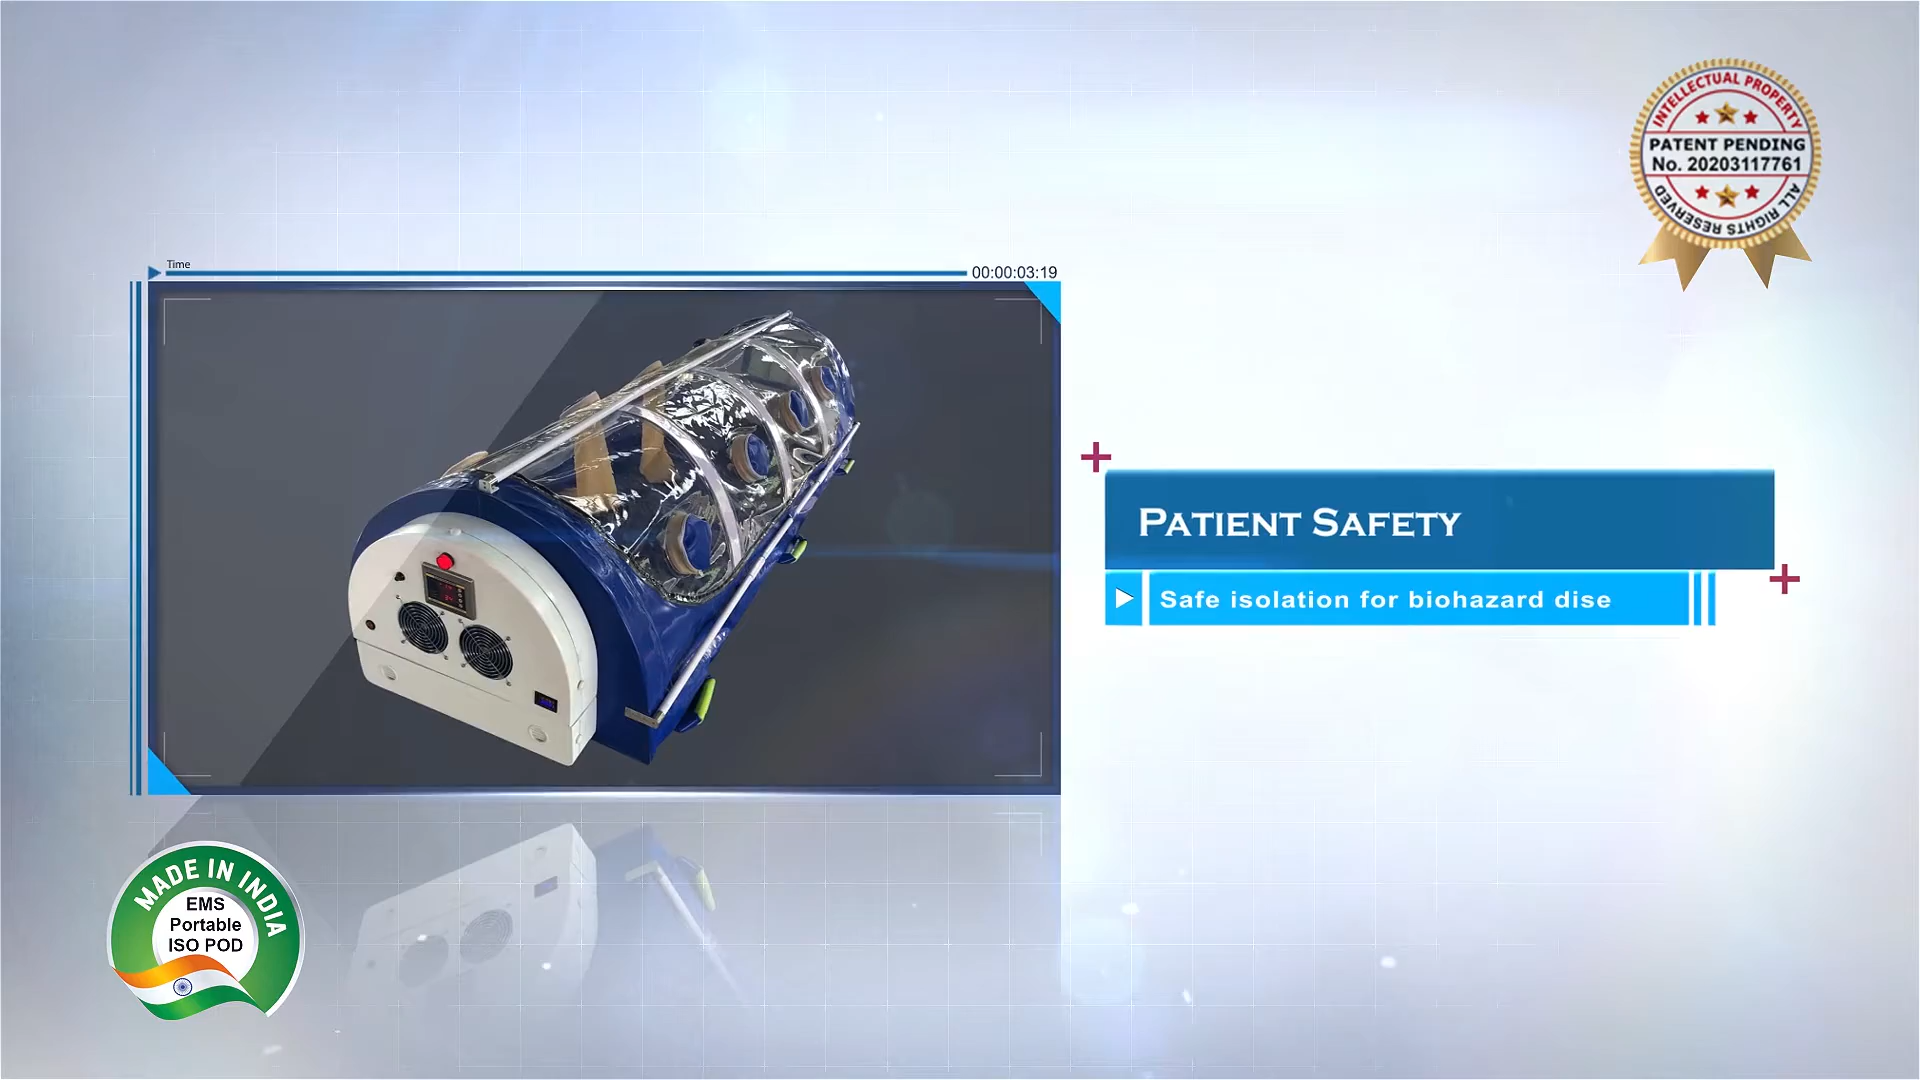 INTELLECTUAL PROPERTY
PATENT PENDING
No. 20203117761
ALL RIGHTS RESERVED
Time
00:00:03:19
PATIENT SAFETY
Safe isolation for biohazard dise
MADE IN INDIA
EMS
Portable
ISO POD